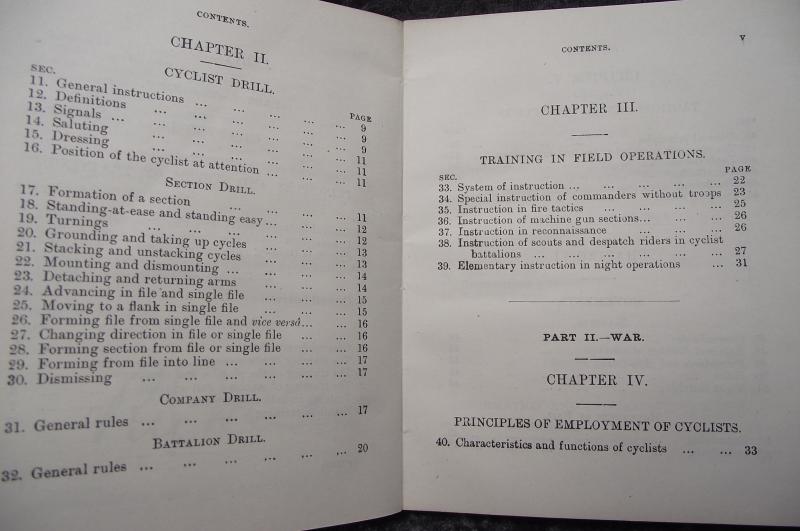 CONTENTS.
CHAPTER II.
CYCLIST DRILL.
SEC. PAGE
11. General instructions ... ... ... ... ... 9
12. Definitions ... ... ... ... ... ... 9
13. Signals ... ... ... ... ... ... ... 9
14. Saluting ... ... ... ... ... ... 11
15. Dressing ... ... ... ... ... ... 11
16. Position of the cyclist at attention ... ... ... 11
SECTION DRILL.
17. Formation of a section ... ... ... ... 11
18. Standing-at-ease and standing easy... ... ... 12
19. Turnings ... ... ... ... ... ... 12
20. Grounding and taking up cycles ... ... ... 13
21. Stacking and unstacking cycles ... ... ... 13
22. Mounting and dismounting ... ... ... ... 14
23. Detaching and returning arms ... ... ... 14
24. Advancing in file and single file ... ... ... 15
25. Moving to a flank in single file ... ... ... 15
26. Forming file from single file and vice versâ... ... 16
27. Changing direction in file or single file ... ... 16
28. Forming section from file or single file ... ... 16
29. Forming from file into line ... ... ... ... 17
30. Dismissing ... ... ... ... ... ... 17
COMPANY DRILL.
31. General rules ... ... ... ... ... ... 17
BATTALION DRILL.
32. General rules ... ... ... ... ... ... 20
CONTENTS. v
CHAPTER III.
TRAINING IN FIELD OPERATIONS.
SEC. PAGE
33. System of instruction ... ... ... ... ... 22
34. Special instruction of commanders without troops 23
35. Instruction in fire tactics ... ... ... ... 25
36. Instruction of machine gun sections... ... ... 26
37. Instruction in reconnaissance ... ... ... 26
38. Instruction of scouts and despatch riders in cyclist
battalions ... ... ... ... ... ... 27
39. Elementary instruction in night operations ... 31
PART II.—WAR.
CHAPTER IV.
PRINCIPLES OF EMPLOYMENT OF CYCLISTS.
40. Characteristics and functions of cyclists ... ... 33